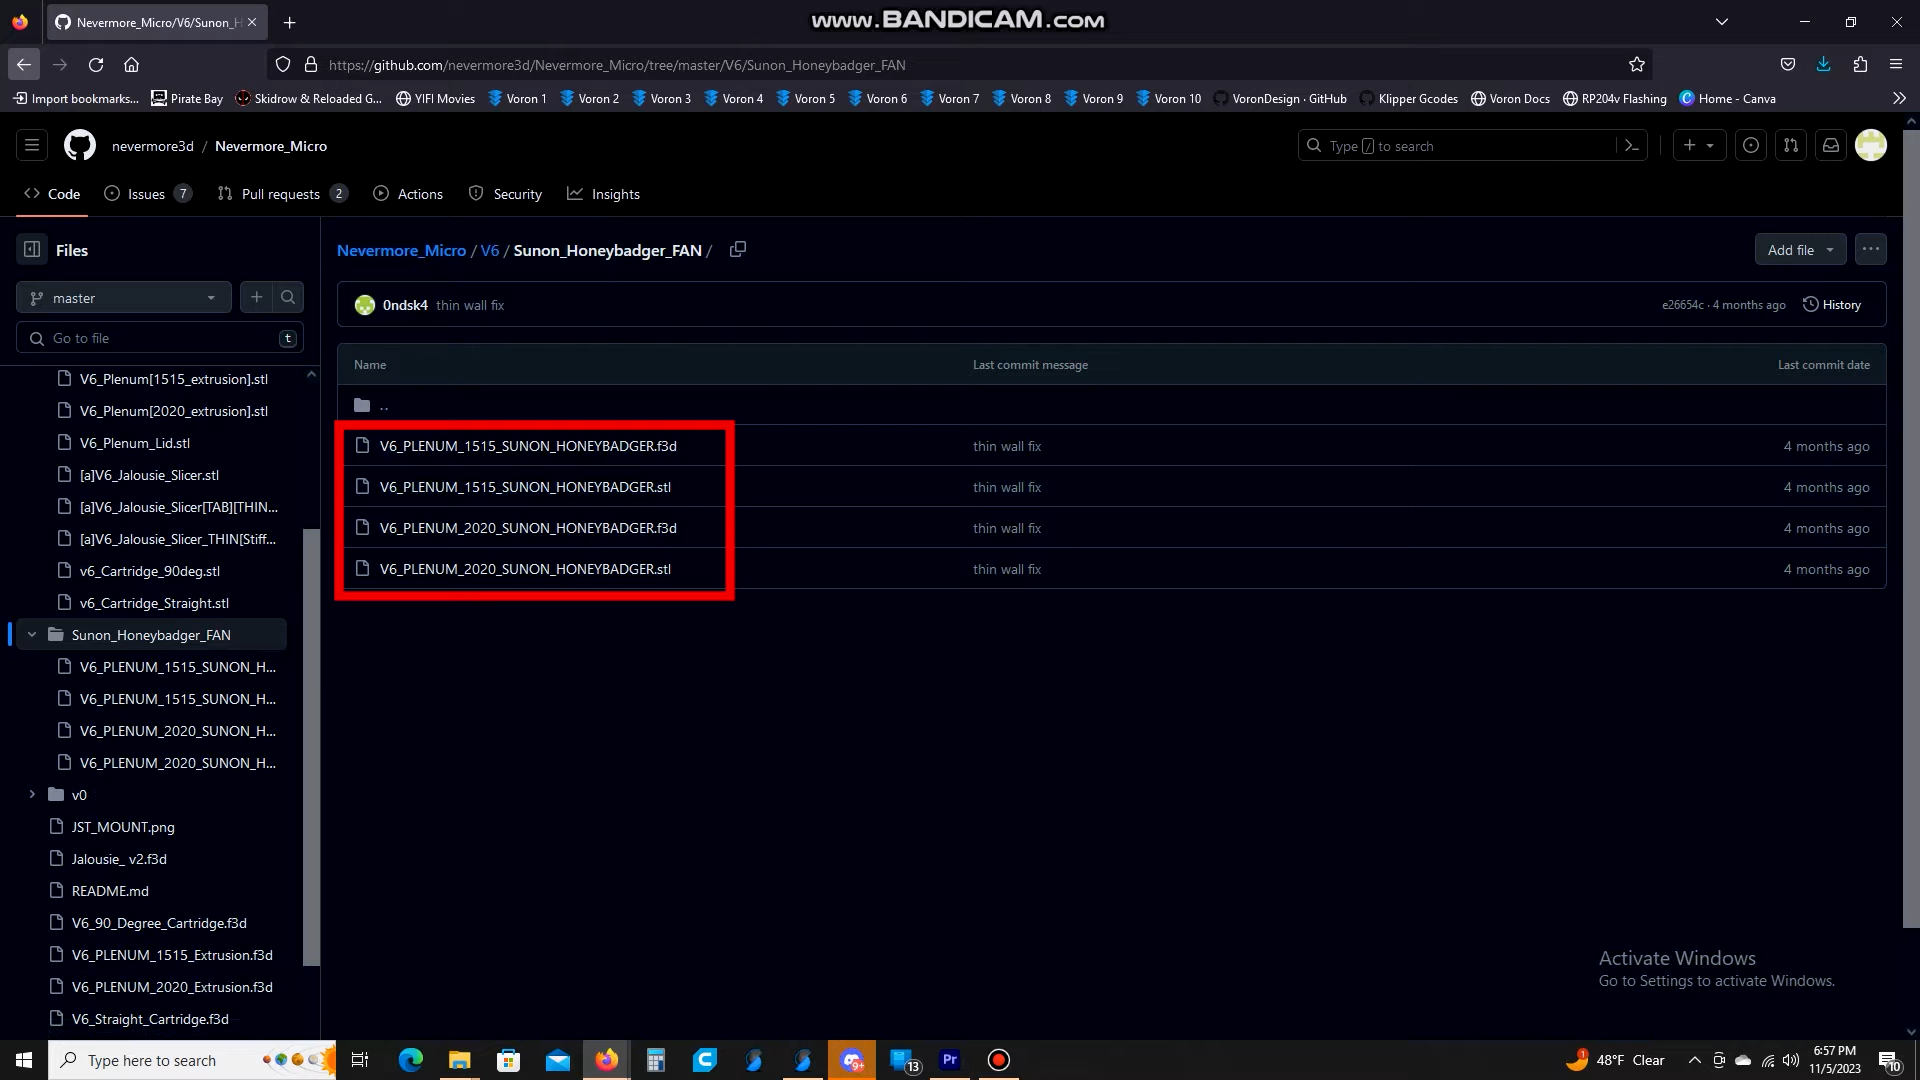 Nevermore_Micro/V6/Sunon_H
www.BANDICAM.com
https://github.com/nevermore3d/Nevermore_Micro/tree/master/V6/Sunon_Honeybadger_FAN
Import bookmarks... Pirate Bay Skidrow & Reloaded G... YIFI Movies Voron 1 Voron 2 Voron 3 Voron 4 Voron 5 Voron 6 Voron 7 Voron 8 Voron 9 Voron 10 VoronDesign · GitHub Klipper Gcodes Voron Docs RP204v Flashing Home - Canva
nevermore3d / Nevermore_Micro
Type / to search
Code Issues 7 Pull requests 2 Actions Security Insights
Files
Nevermore_Micro / V6 / Sunon_Honeybadger_FAN /
Add file
master
0ndsk4 thin wall fix
e26654c · 4 months ago History
Go to file t
Name Last commit message Last commit date
..
V6_PLENUM_1515_SUNON_HONEYBADGER.f3d thin wall fix 4 months ago
V6_PLENUM_1515_SUNON_HONEYBADGER.stl thin wall fix 4 months ago
V6_PLENUM_2020_SUNON_HONEYBADGER.f3d thin wall fix 4 months ago
V6_PLENUM_2020_SUNON_HONEYBADGER.stl thin wall fix 4 months ago
V6_Plenum[1515_extrusion].stl
V6_Plenum[2020_extrusion].stl
V6_Plenum_Lid.stl
[a]V6_Jalousie_Slicer.stl
[a]V6_Jalousie_Slicer[TAB][THIN...
[a]V6_Jalousie_Slicer_THIN[Stiff...
v6_Cartridge_90deg.stl
v6_Cartridge_Straight.stl
Sunon_Honeybadger_FAN
V6_PLENUM_1515_SUNON_H...
V6_PLENUM_1515_SUNON_H...
V6_PLENUM_2020_SUNON_H...
V6_PLENUM_2020_SUNON_H...
v0
JST_MOUNT.png
Jalousie_ v2.f3d
README.md
V6_90_Degree_Cartridge.f3d
V6_PLENUM_1515_Extrusion.f3d
V6_PLENUM_2020_Extrusion.f3d
V6_Straight_Cartridge.f3d
Activate Windows
Go to Settings to activate Windows.
Type here to search
9+
13
Pr
48°F Clear
6:57 PM
11/5/2023
10